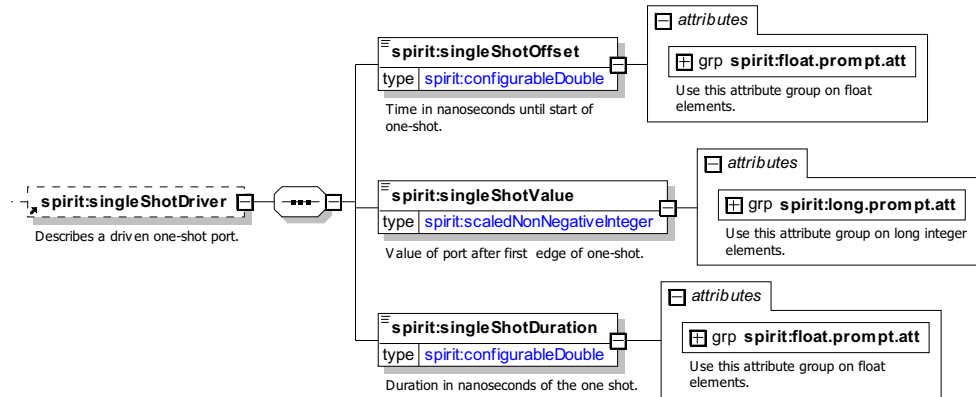 attributes
spirit:singleShotOffset
grp spirit:float.prompt.att
type spirit:configurableDouble
Use this attribute group on float
elements.
Time in nanoseconds until start of
one-shot.
attributes
spirit:singleShotDriver
spirit:singleShotValue
grp spirit:long.prompt.att
type spirit:scaledNonNegativeInteger
Describes a driven one-shot port.
Use this attribute group on long integer
elements.
Value of port after first edge of one-shot.
attributes
spirit:singleShotDuration
grp spirit:float.prompt.att
type spirit:configurableDouble
Use this attribute group on float
elements.
Duration in nanoseconds of the one shot.